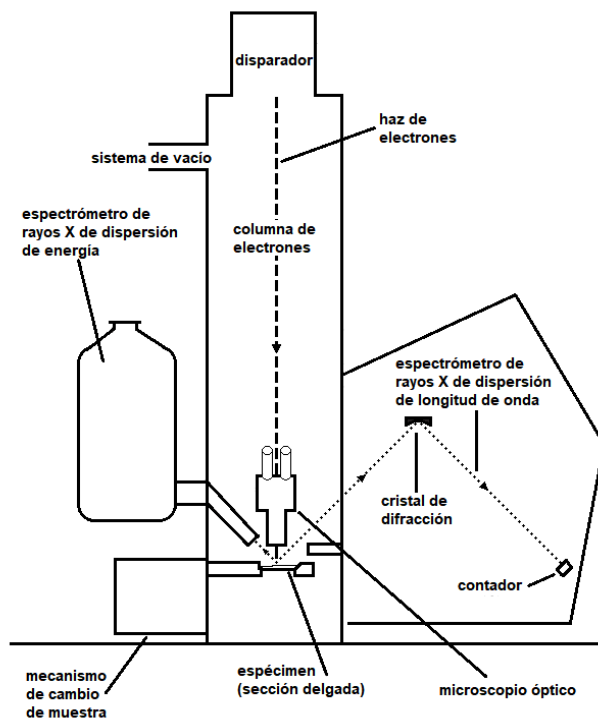 disparador
haz de
electrones
sistema de vacío
espectrómetro de
rayos X de dispersión
de energía
columna de
electrones
espectrómetro de
rayos X de dispersión
de longitud de onda
cristal de
difracción
contador
mecanismo
de cambio
de muestra
espécimen
(sección delgada)
microscopio óptico